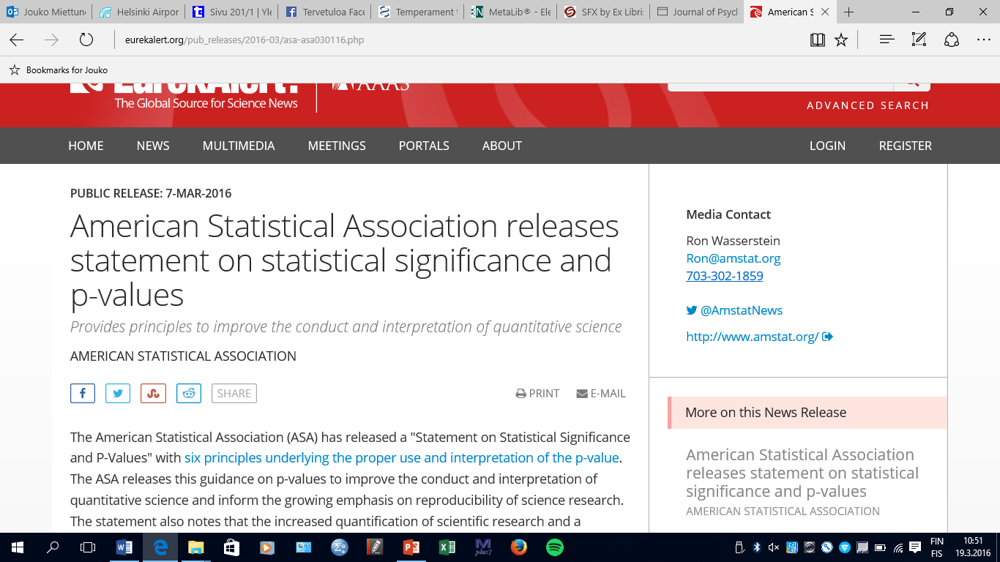 Jouko Miettun
Helsinki Airpor
Sivu 201/1 | Yle
Tervetuloa Face
Temperament
MetaLib® - Ele
SFX by Ex Libri
Journal of Psych
American S
eurekalert.org/pub_releases/2016-03/asa-asa030116.php
Bookmarks for Jouko
EurekAlert!
AAAS
The Global Source for Science News
ADVANCED SEARCH
HOME NEWS MULTIMEDIA MEETINGS PORTALS ABOUT LOGIN REGISTER
PUBLIC RELEASE: 7-MAR-2016
American Statistical Association releases
statement on statistical significance and
p-values
Provides principles to improve the conduct and interpretation of quantitative science
AMERICAN STATISTICAL ASSOCIATION
SHARE
PRINT E-MAIL
The American Statistical Association (ASA) has released a "Statement on Statistical Significance
and P-Values" with six principles underlying the proper use and interpretation of the p-value.
The ASA releases this guidance on p-values to improve the conduct and interpretation of
quantitative science and inform the growing emphasis on reproducibility of science research.
The statement also notes that the increased quantification of scientific research and a
Media Contact
Ron Wasserstein
Ron@amstat.org
703-302-1859
@AmstatNews
http://www.amstat.org/
More on this News Release
American Statistical Association
releases statement on statistical
significance and p-values
AMERICAN STATISTICAL ASSOCIATION
FIN 10:51
FIS 19.3.2016